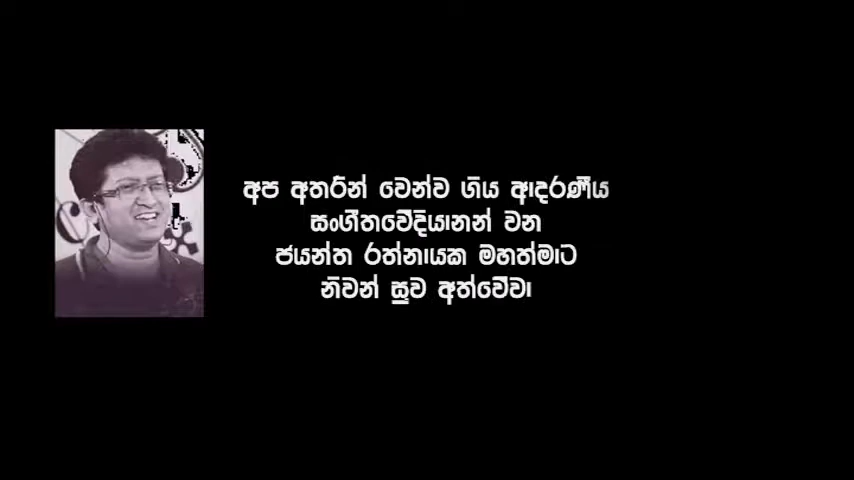 අප අතරින් වෙන්ව ගිය ආදරණීය
සංගීතවේදියානන් වන
ජයන්ත රත්නායක මහත්මාට
නිවන් සුව අත්වේවා